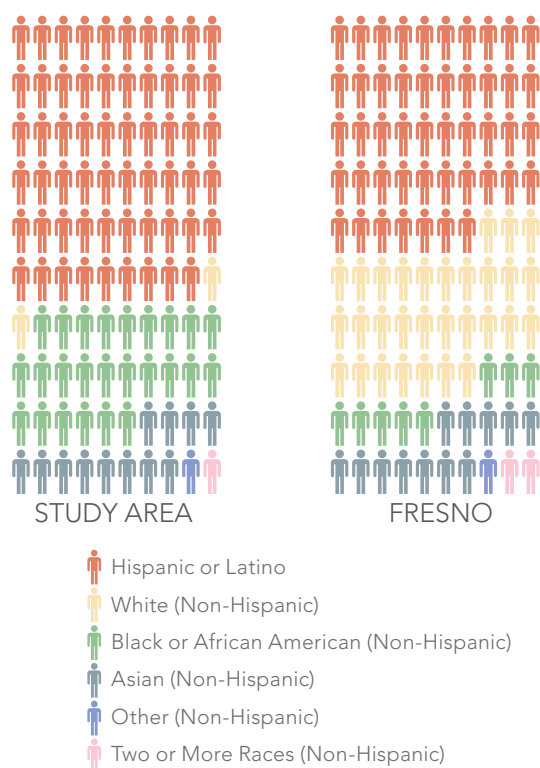 STUDY AREA
FRESNO
Hispanic or Latino
White (Non-Hispanic)
Black or African American (Non-Hispanic)
Asian (Non-Hispanic)
Other (Non-Hispanic)
Two or More Races (Non-Hispanic)